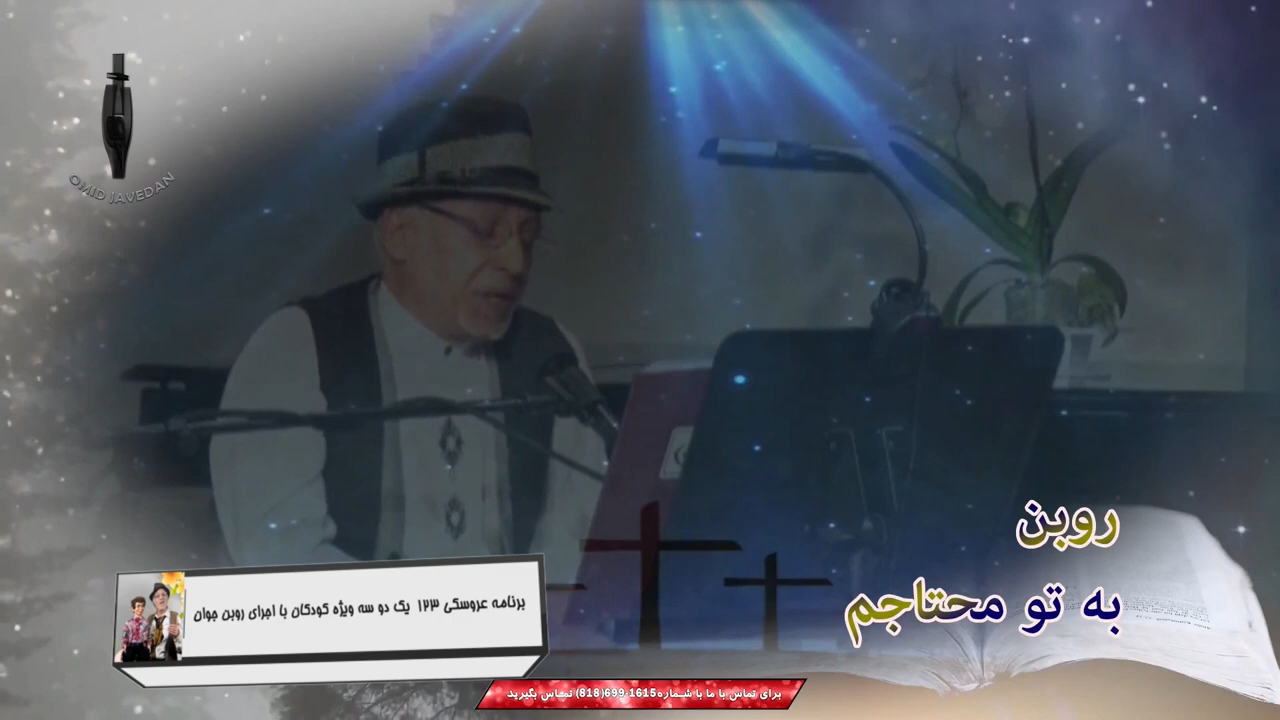 OMID JAVEDAN
روبن
به تو محتاجم
برنامه عروسکی ۱۲۳ یک دو سه ویژه کودکان با اجرای روبن جوان
برای تماس با ما با شماره 1615-699(818) تماس بگیرید